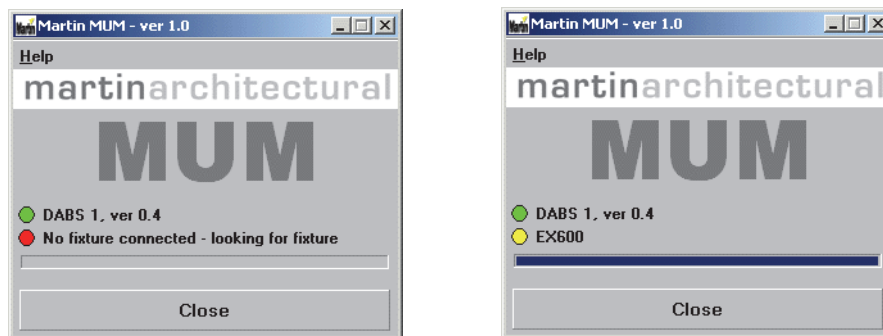 Martin MUM - ver 1.0
Help
martinarchitectural
MUM
DABS 1, ver 0.4
No fixture connected - looking for fixture
Close
Martin MUM - ver 1.0
Help
martinarchitectural
MUM
DABS 1, ver 0.4
EX600
Close